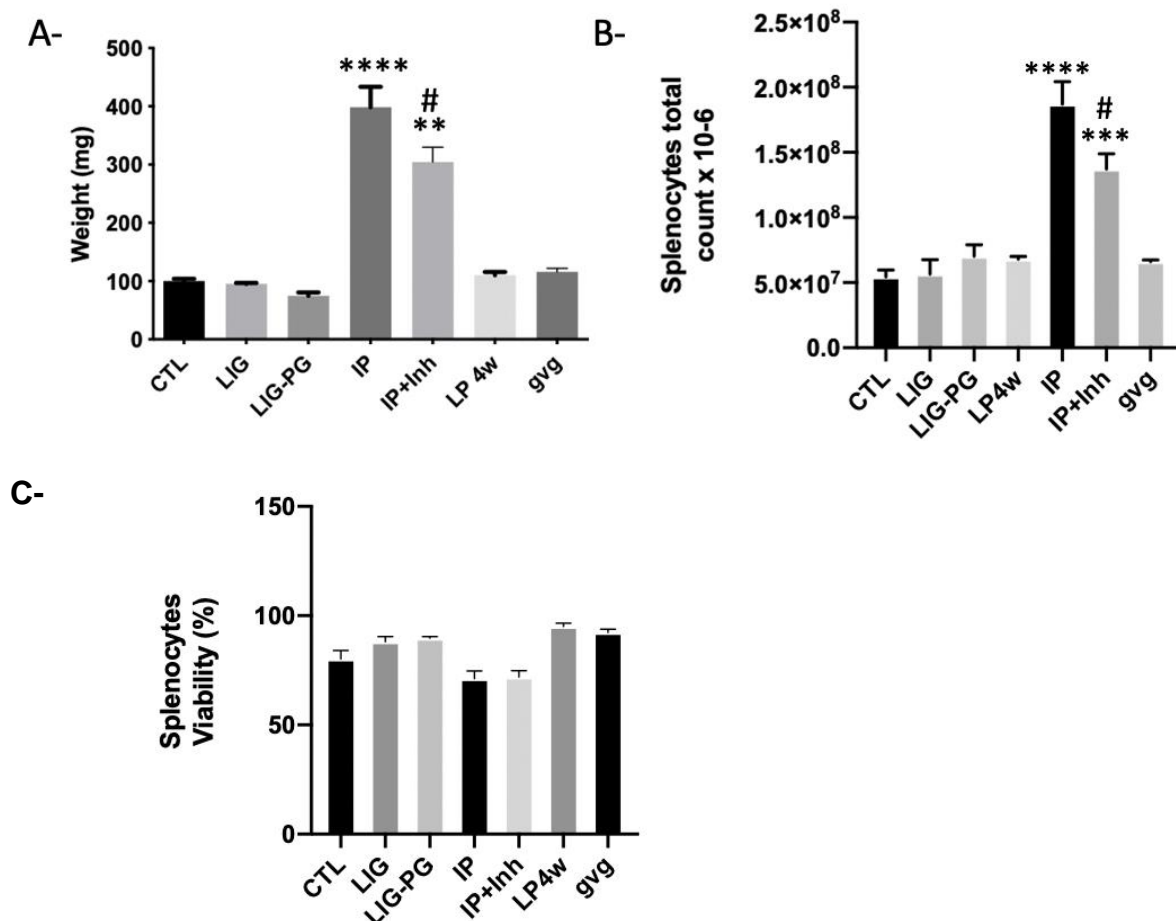 A-
Weight (mg)
500
400
300
200
100
0
****
#
**
CTL
LIG
LIG-PG
IP
IP+Inh
LP 4w
gvg
B-
Splenocytes total
count x 10-6
2.5×10⁸
2.0×10⁸
1.5×10⁸
1.0×10⁸
5.0×10⁷
0.0
****
#
***
CTL
LIG
LIG-PG
LP4w
IP
IP+Inh
gvg
C-
Splenocytes
Viability (%)
150
100
50
0
CTL
LIG
LIG-PG
IP
IP+Inh
LP4w
gvg